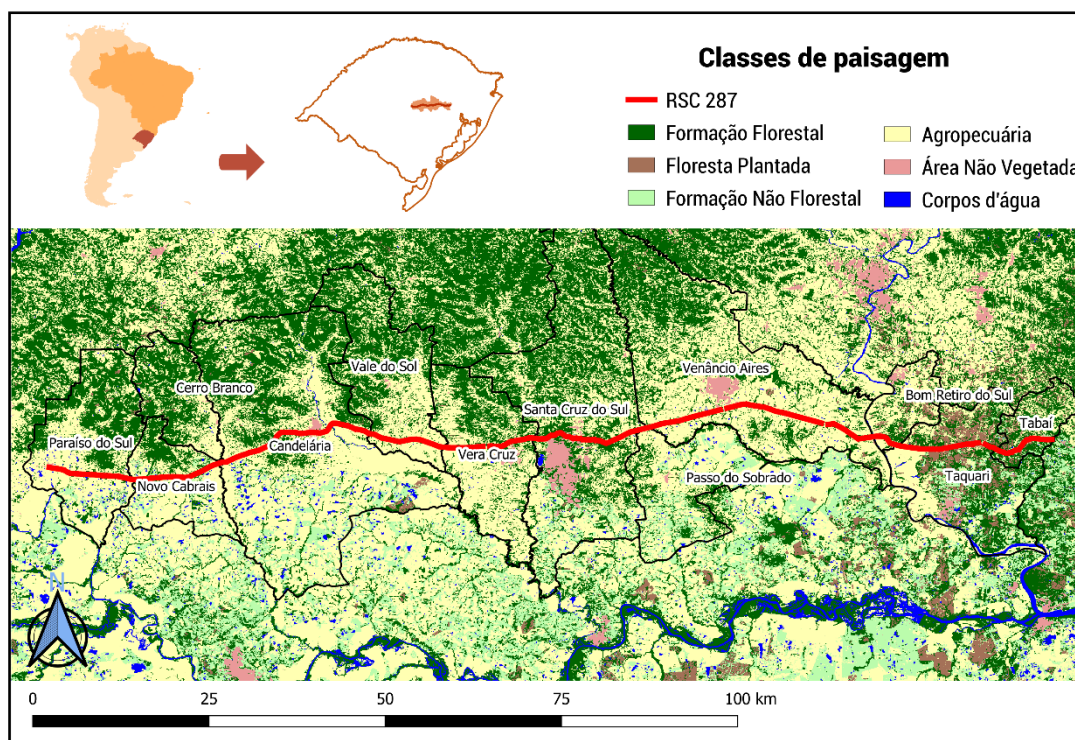 Classes de paisagem
RSC 287
Formação Florestal
Floresta Plantada
Formação Não Florestal
Agropecuária
Área Não Vegetada
Corpos d'água
Vale do Sol
Venâncio Aires
Cerro Branco
Bom Retiro do Sul
Santa Cruz do Sul
Tabaí
Paraíso do Sul
Candelária
Vera Cruz
Passo do Sobrado
Taquari
Novo Cabrais
N
0 25 50 75 100 km